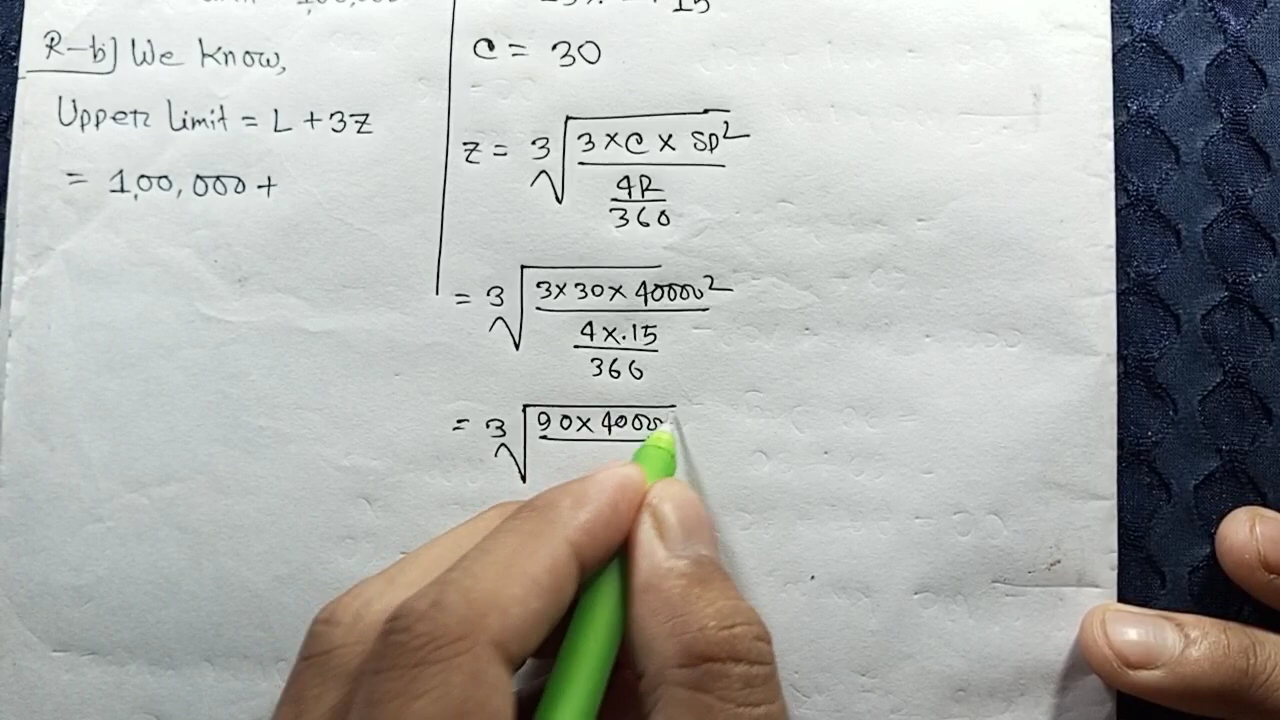 R-b) We know,
Upper limit = L + 3Z
= 1,00,000 +
15
C = 30
Z = 3√ 3 × C × SD²
4R
360
= 3√ 3 × 30 × 40000²
4 × .15
360
= 3√ 90 × 4000